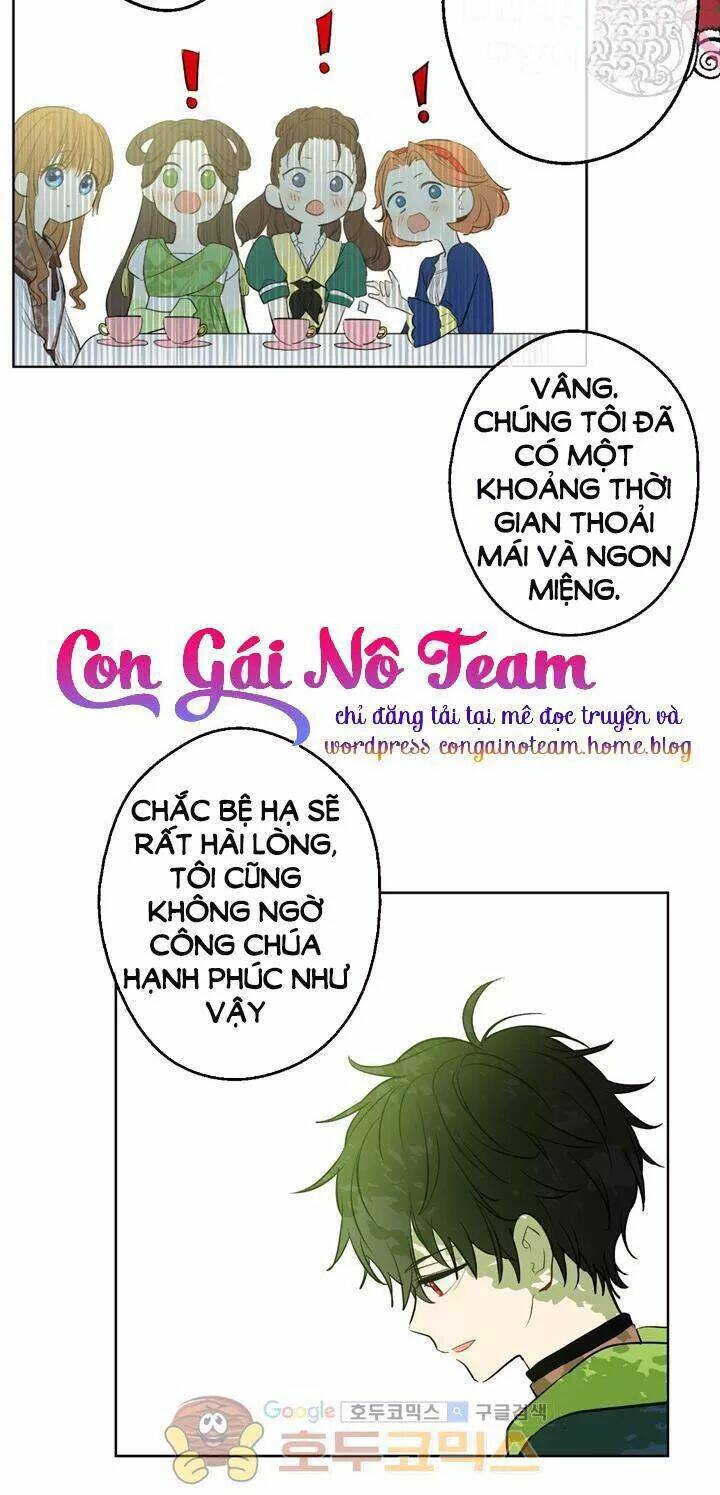 VÂNG.
CHÚNG TÔI ĐÃ
CÓ MỘT
KHOẢNG THỜI
GIAN THOẢI
MÁI VÀ NGON
MIỆNG.
Con Gái Nô Team
chỉ đăng tải tại mê đọc truyện và
wordpress congainoteam.home.blog
CHẮC BỆ HẠ SẼ
RẤT HÀI LÒNG,
TÔI CŨNG
KHÔNG NGỜ
CÔNG CHÚA
HẠNH PHÚC NHƯ
VẬY
Google 호두코믹스 구글검색
호두코믹스